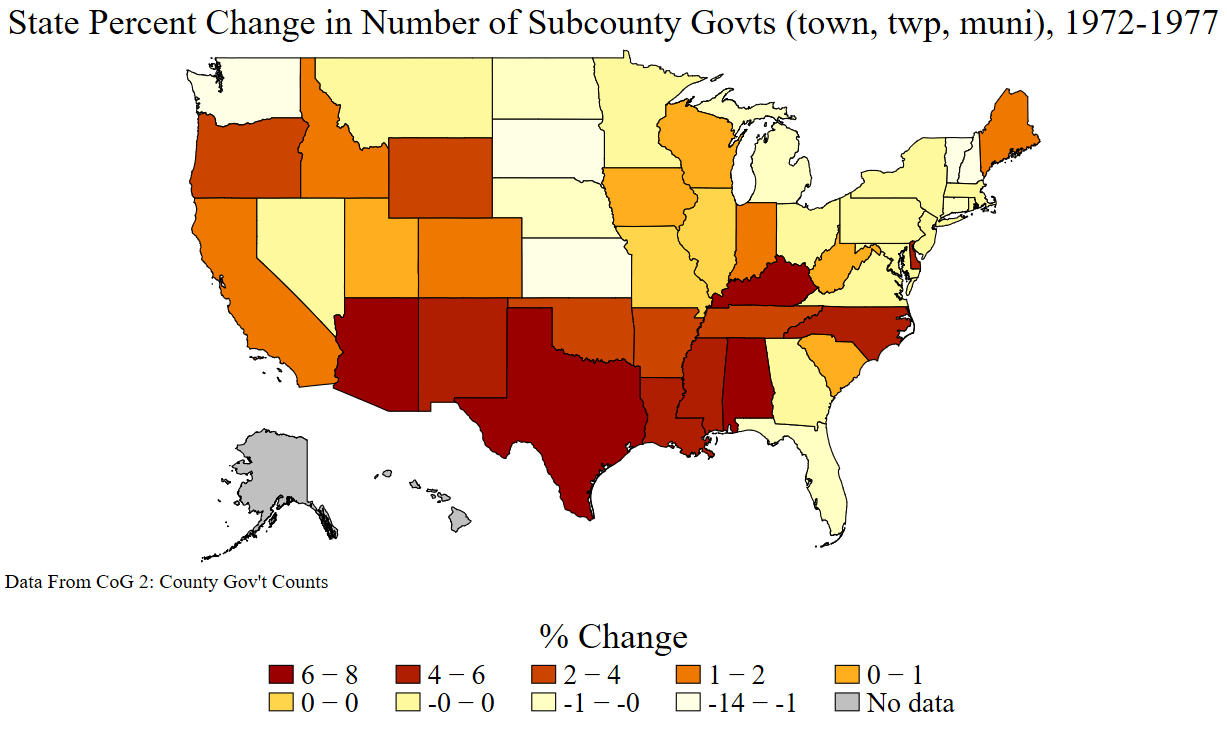 State Percent Change in Number of Subcounty Govts (town, twp, muni), 1972-1977
Data From CoG 2: County Gov't Counts
% Change
6 − 8 4 − 6 2 − 4 1 − 2 0 − 1
0 − 0 -0 − 0 -1 − -0 -14 − -1 No data